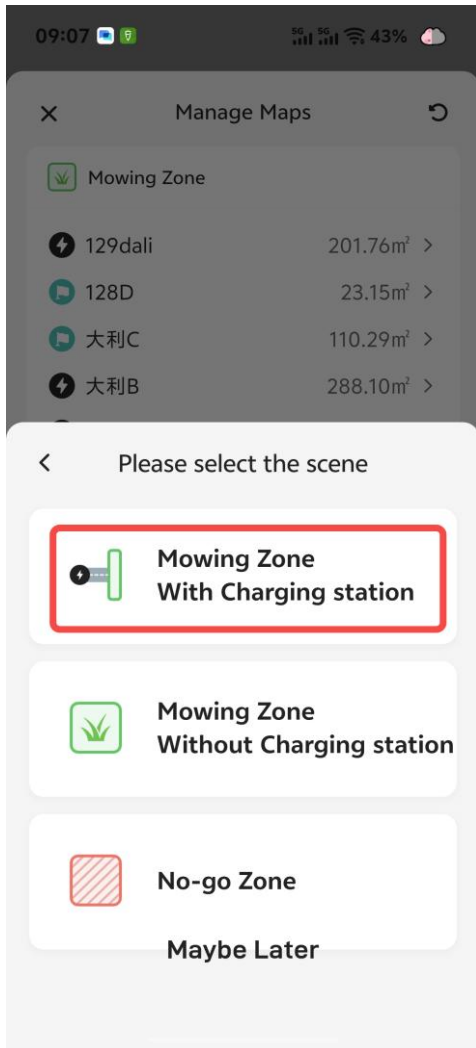 09:07
5G 5G 43%
Manage Maps
Mowing Zone
129dali 201.76㎡
128D 23.15㎡
大利C 110.29㎡
大利B 288.10㎡
Please select the scene
Mowing Zone
With Charging station
Mowing Zone
Without Charging station
No-go Zone
Maybe Later